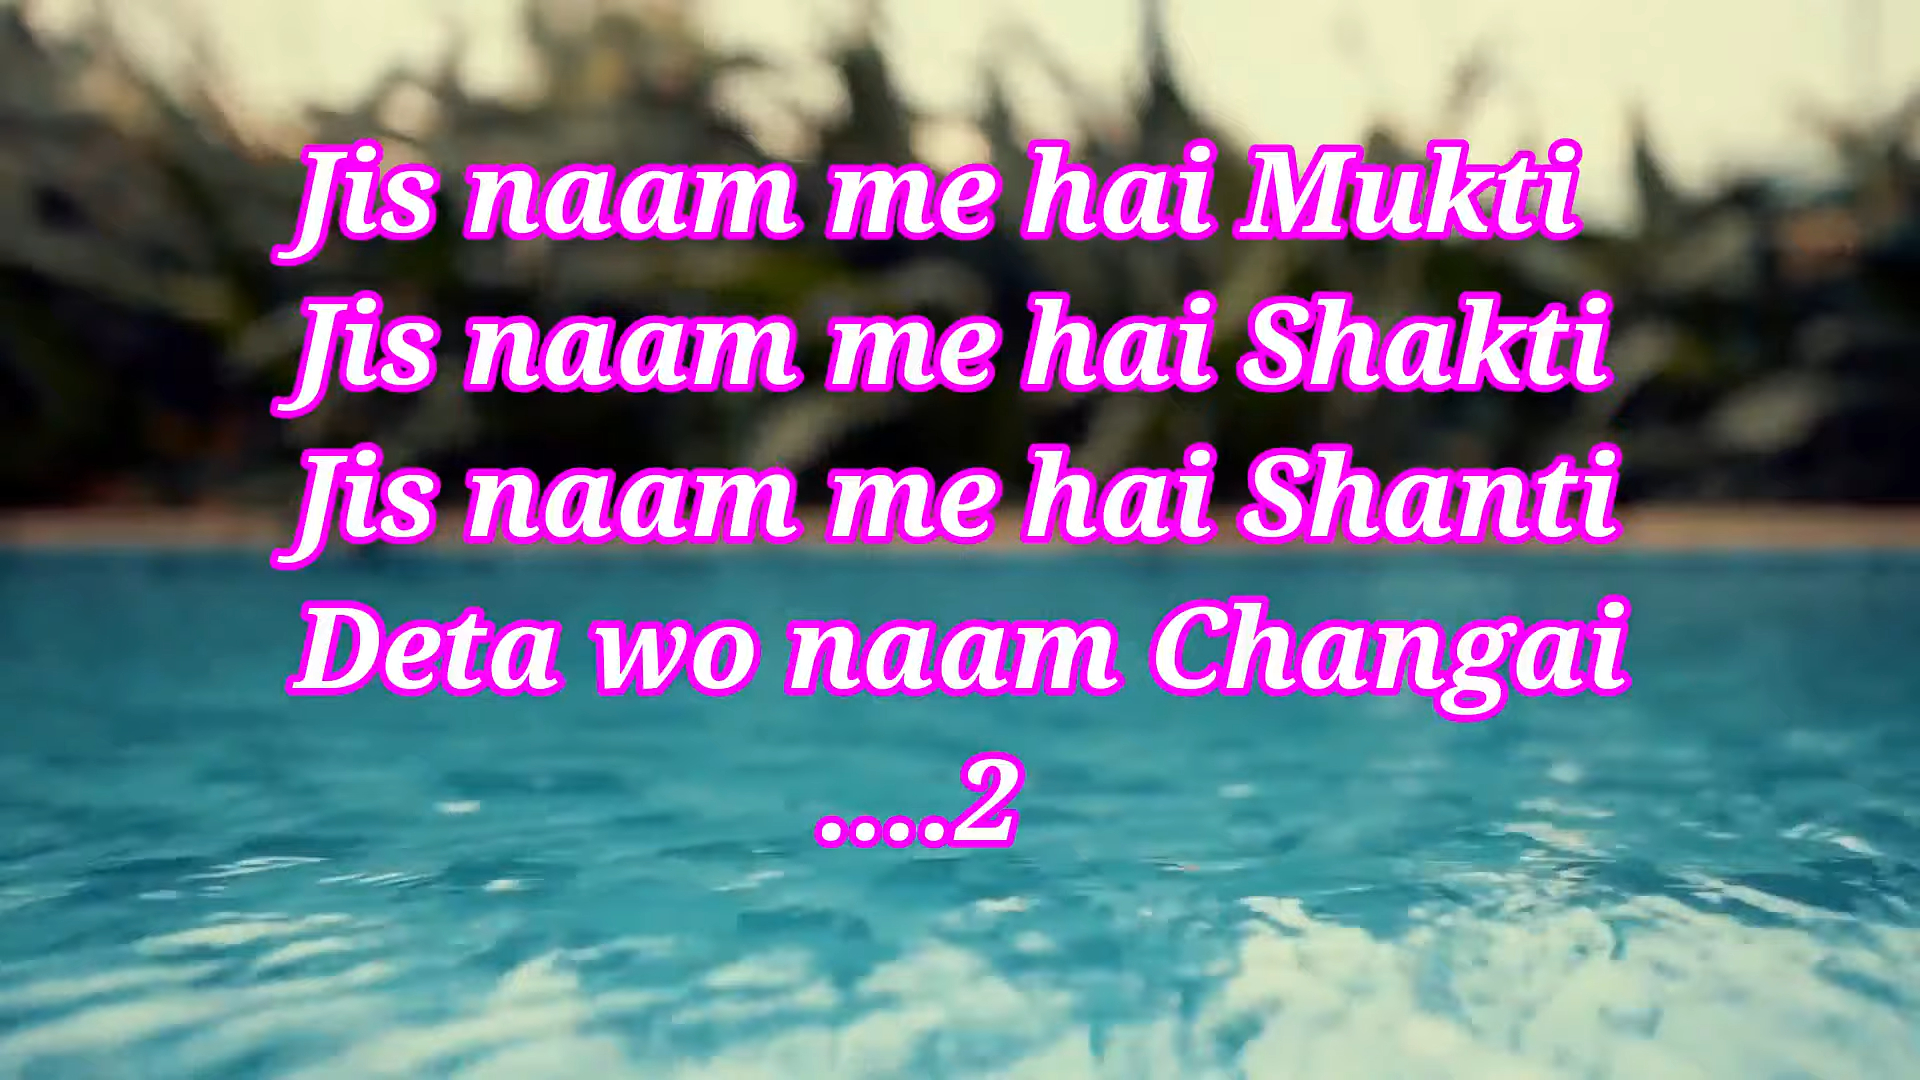 Jis naam me hai Mukti
Jis naam me hai Shakti
Jis naam me hai Shanti
Deta wo naam Changai
....2